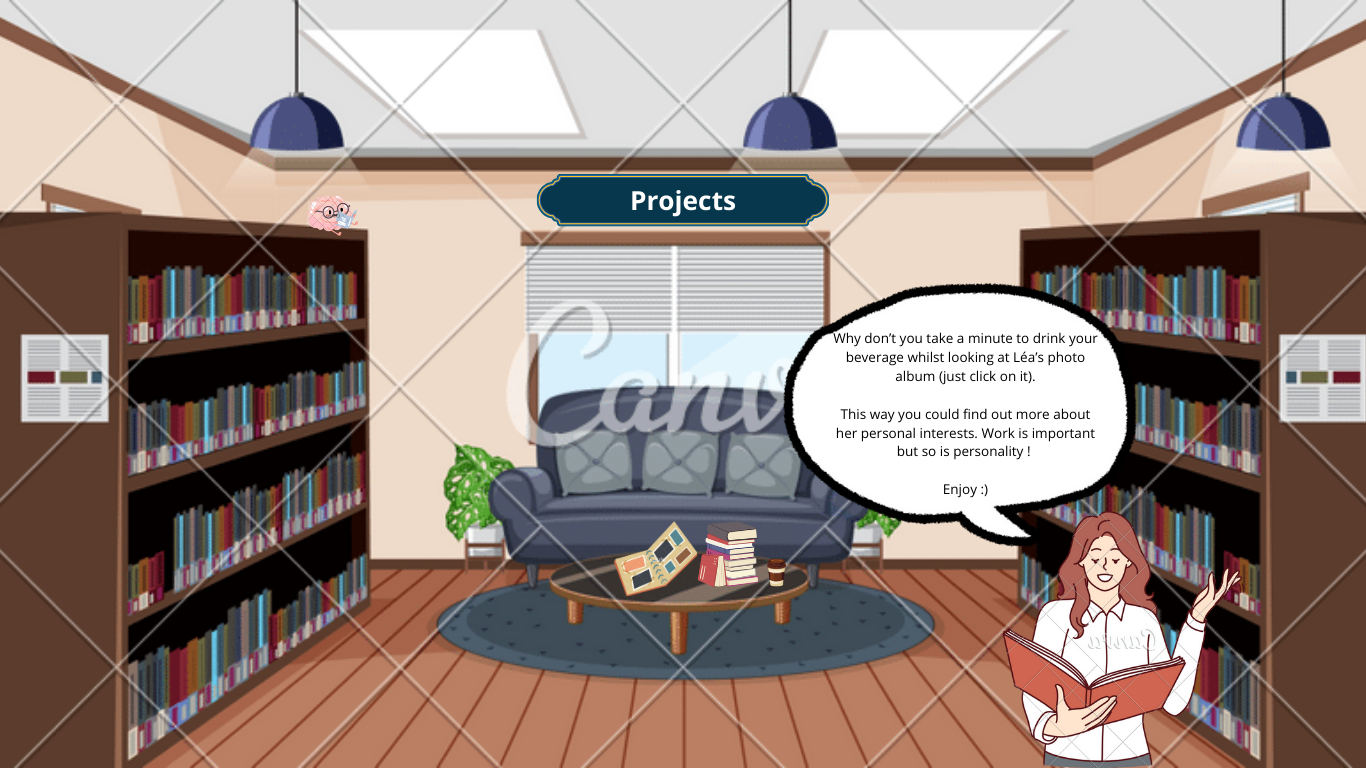 Projects
Why don’t you take a minute to drink your
beverage whilst looking at Léa’s photo
album (just click on it).
This way you could find out more about
her personal interests. Work is important
but so is personality !
Enjoy :)
Canva